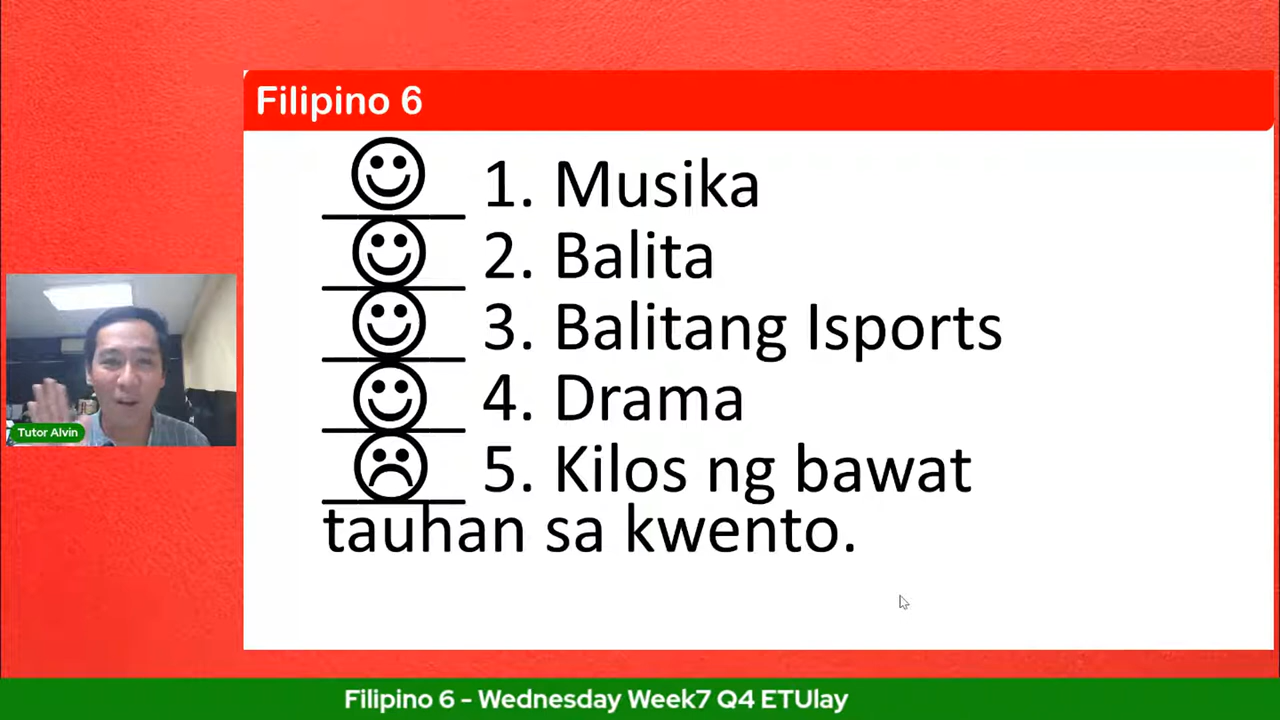 Filipino 6
1. Musika
2. Balita
3. Balitang Isports
4. Drama
5. Kilos ng bawat
tauhan sa kwento.
Tutor Alvin
Filipino 6 - Wednesday Week7 Q4 ETUlay